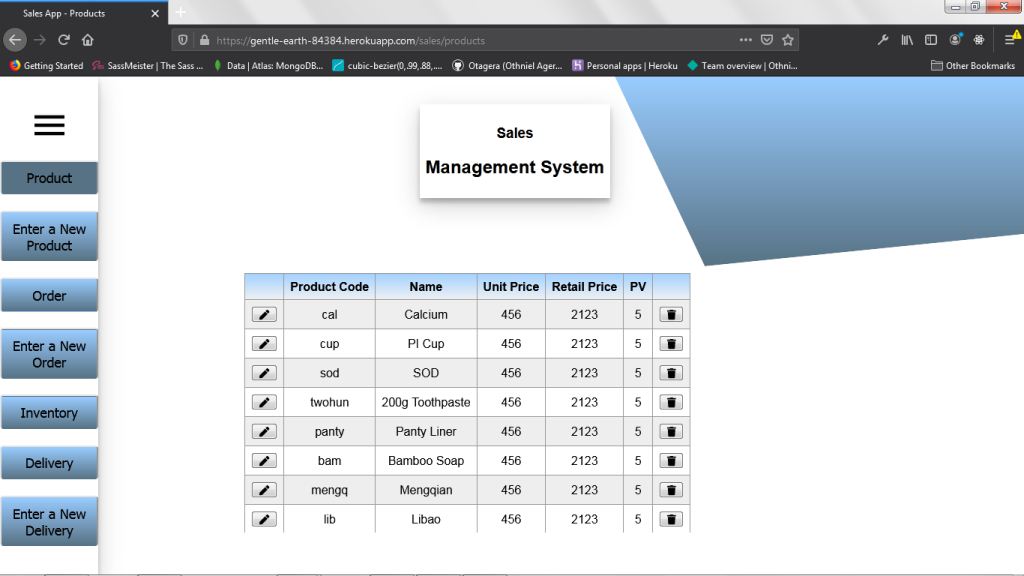 Sales App - Products
https://gentle-earth-84384.herokuapp.com/sales/products
Getting Started SassMeister | The Sass ... Data | Atlas: MongoDB... cubic-bezier(0,.99,.88,.... Otagera (Othniel Ager... Personal apps | Heroku Team overview | Othni... Other Bookmarks
Sales
Management System
Product
Enter a New
Product
Order
Enter a New
Order
Inventory
Delivery
Enter a New
Delivery
Product Code Name Unit Price Retail Price PV
cal Calcium 456 2123 5
cup PI Cup 456 2123 5
sod SOD 456 2123 5
twohun 200g Toothpaste 456 2123 5
panty Panty Liner 456 2123 5
bam Bamboo Soap 456 2123 5
mengq Mengqian 456 2123 5
lib Libao 456 2123 5